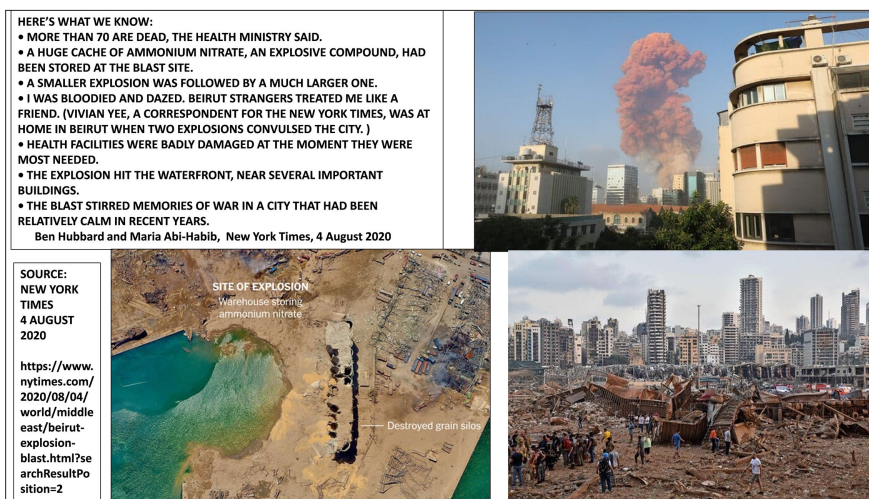 HERE'S WHAT WE KNOW:
• MORE THAN 70 ARE DEAD, THE HEALTH MINISTRY SAID.
• A HUGE CACHE OF AMMONIUM NITRATE, AN EXPLOSIVE COMPOUND, HAD
BEEN STORED AT THE BLAST SITE.
• A SMALLER EXPLOSION WAS FOLLOWED BY A MUCH LARGER ONE.
• I WAS BLOODIED AND DAZED. BEIRUT STRANGERS TREATED ME LIKE A
FRIEND. (VIVIAN YEE, A CORRESPONDENT FOR THE NEW YORK TIMES, WAS AT
HOME IN BEIRUT WHEN TWO EXPLOSIONS CONVULSED THE CITY. )
• HEALTH FACILITIES WERE BADLY DAMAGED AT THE MOMENT THEY WERE
MOST NEEDED.
• THE EXPLOSION HIT THE WATERFRONT, NEAR SEVERAL IMPORTANT
BUILDINGS.
• THE BLAST STIRRED MEMORIES OF WAR IN A CITY THAT HAD BEEN
RELATIVELY CALM IN RECENT YEARS.
Ben Hubbard and Maria Abi-Habib, New York Times, 4 August 2020
SOURCE:
NEW YORK
TIMES
4 AUGUST
2020
https://www.
nytimes.com/
2020/08/04/
world/middle
east/beirut-
explosion-
blast.html?se
archResultPo
sition=2
SITE OF EXPLOSION
Warehouse storing
ammonium nitrate
Destroyed grain silos